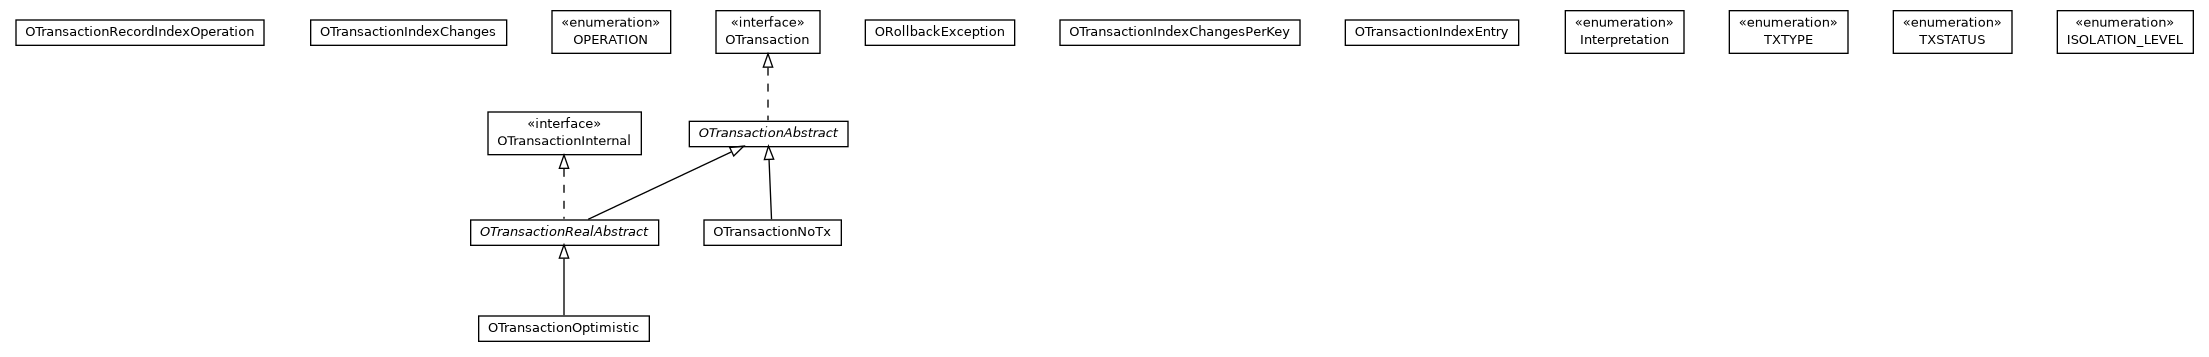 OTransactionRecordIndexOperation
OTransactionIndexChanges
«enumeration»
OPERATION
«interface»
OTransaction
ORollbackException
OTransactionIndexChangesPerKey
OTransactionIndexEntry
«enumeration»
Interpretation
«enumeration»
TXTYPE
«enumeration»
TXSTATUS
«enumeration»
ISOLATION_LEVEL
«interface»
OTransactionInternal
OTransactionAbstract
OTransactionRealAbstract
OTransactionNoTx
OTransactionOptimistic